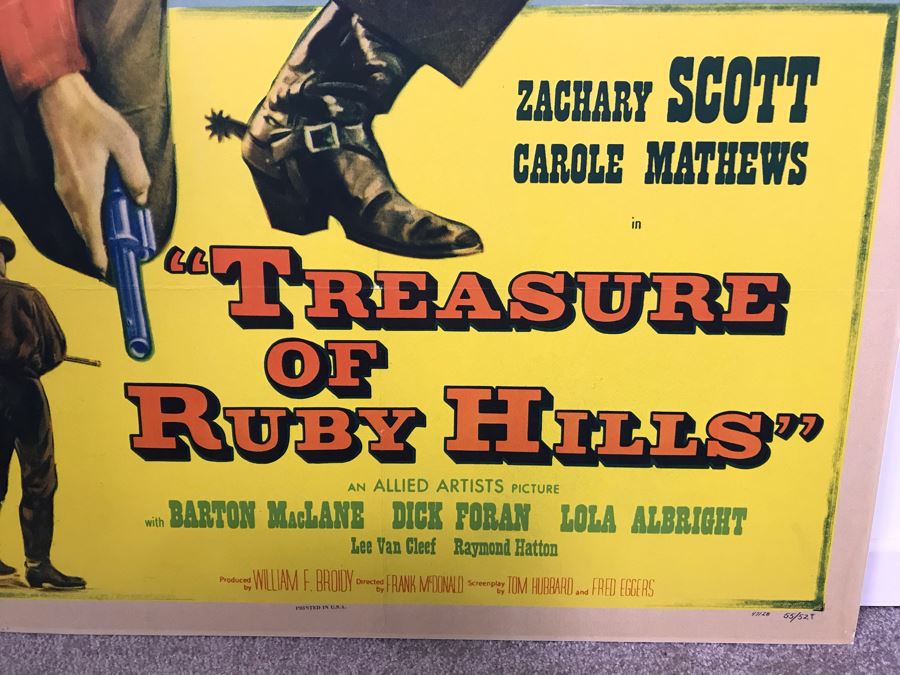 ZACHARY SCOTT
CAROLE MATHEWS
in
"TREASURE
OF
RUBY HILLS"
AN ALLIED ARTISTS PICTURE
with BARTON MacLANE DICK FORAN LOLA ALBRIGHT
Lee Van Cleef Raymond Hatton
Produced by WILLIAM F. BROIDY Directed by FRANK McDONALD Screenplay by TOM HUBBARD and FRED EGGERS
PRINTED IN U.S.A.
55/52